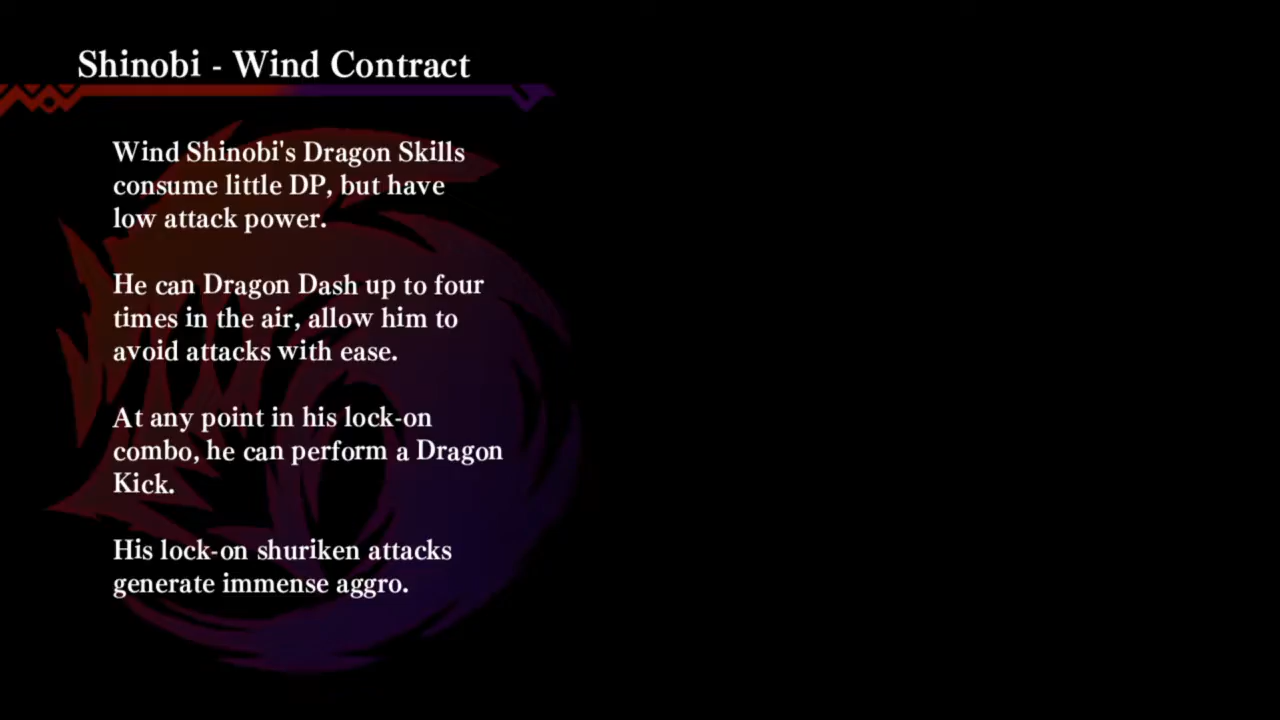 Shinobi - Wind Contract
Wind Shinobi's Dragon Skills
consume little DP, but have
low attack power.
He can Dragon Dash up to four
times in the air, allow him to
avoid attacks with ease.
At any point in his lock-on
combo, he can perform a Dragon
Kick.
His lock-on shuriken attacks
generate immense aggro.